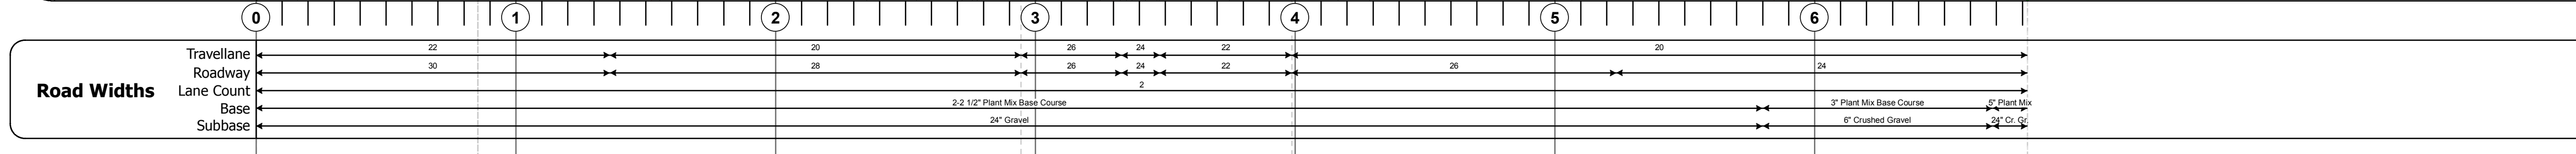 0 1 2 3 4 5 6
Travellane 22 20 26 24 22 20
Roadway 30 28 26 24 22 26 24
Road Widths
Lane Count 2
Base 2-2 1/2" Plant Mix Base Course 3" Plant Mix Base Course 5" Plant Mix
Subbase 24" Gravel 6" Crushed Gravel 24" Cr. Gr.